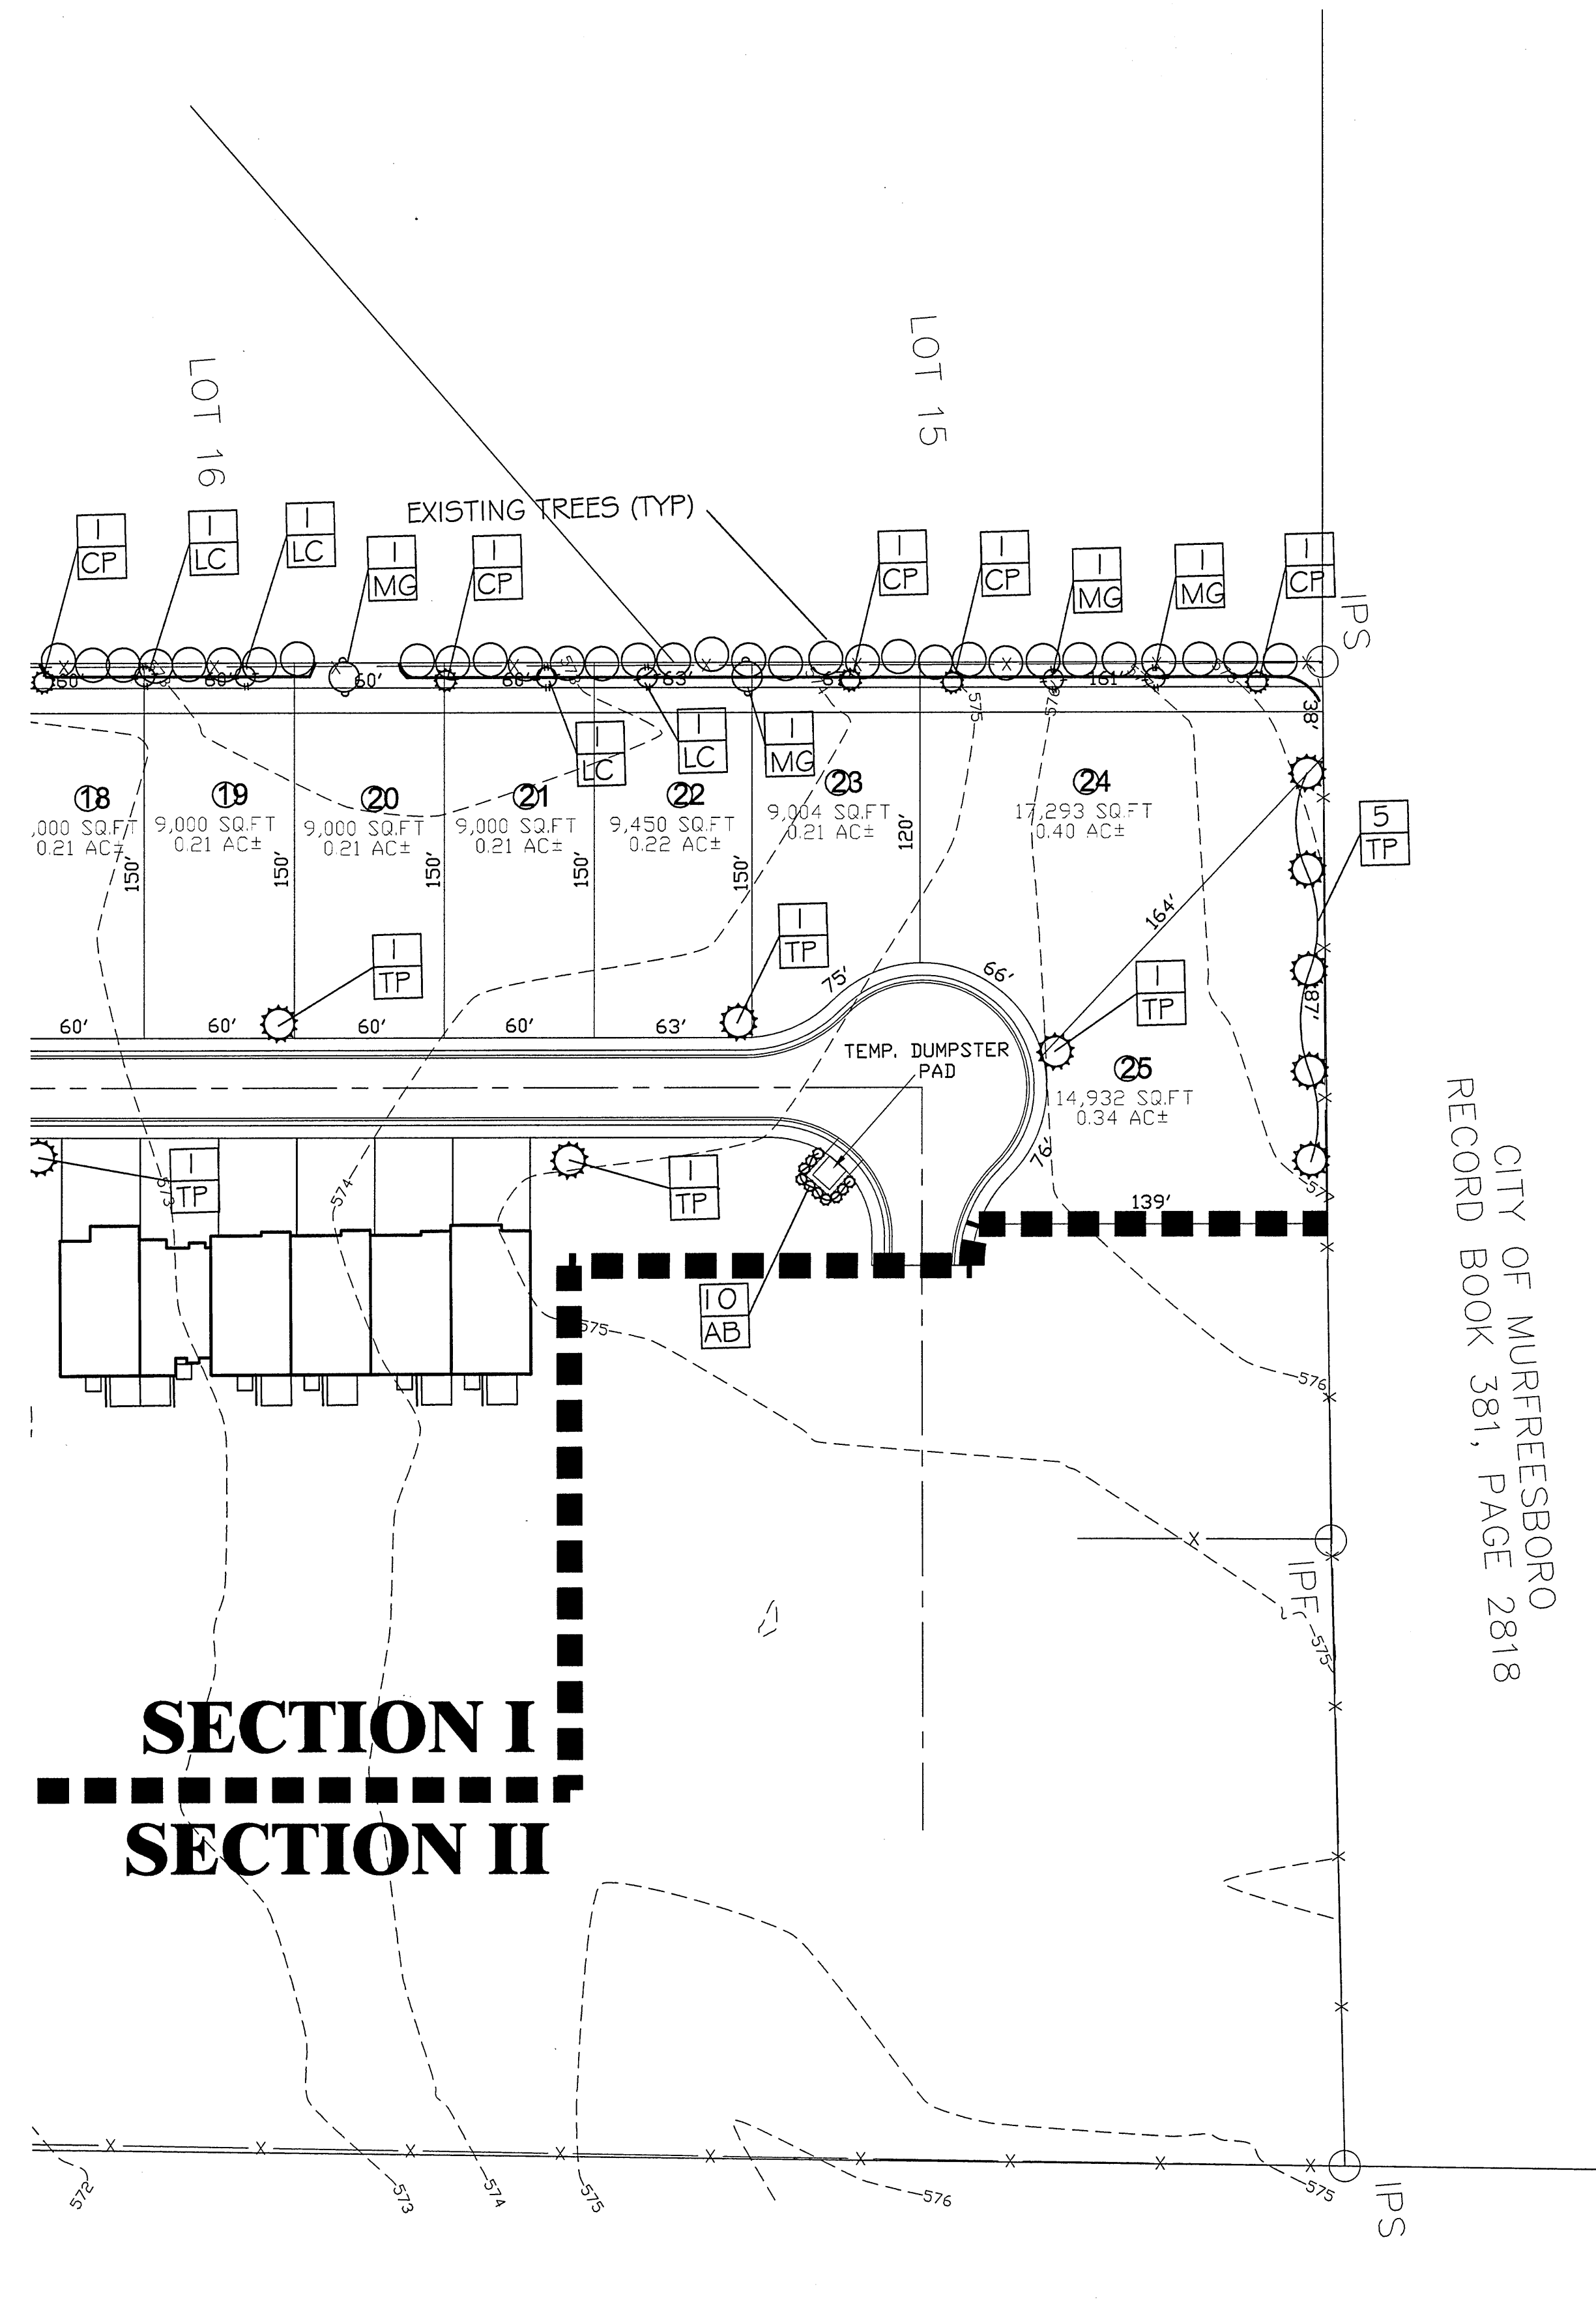 LOT 16
LOT 15
EXISTING TREES (TYP)
1
CP
1
LC
1
LC
1
MG
1
CP
1
CP
1
CP
1
MG
1
MG
1
CP
IPS
60'
60'
60'
60'
63'
161'
38'
575
576
1
LC
1
LC
1
MG
18
,000 SQ.FT
0.21 AC±
19
9,000 SQ.FT
0.21 AC±
20
9,000 SQ.FT
0.21 AC±
21
9,000 SQ.FT
0.21 AC±
22
9,450 SQ.FT
0.22 AC±
23
9,004 SQ.FT
0.21 AC±
24
17,293 SQ.FT
0.40 AC±
5
TP
150'
150'
150'
150'
150'
120'
164'
187'
1
TP
1
TP
1
TP
75'
66'
60'
60'
60'
60'
63'
TEMP. DUMPSTER
PAD
25
14,932 SQ.FT
0.34 AC±
76'
139'
1
TP
1
TP
573
574
577
10
AB
575
576
CITY OF MURFREESBORO
RECORD BOOK 381, PAGE 2818
IPF
575
SECTION I
SECTION II
572
573
574
575
576
575
IPS